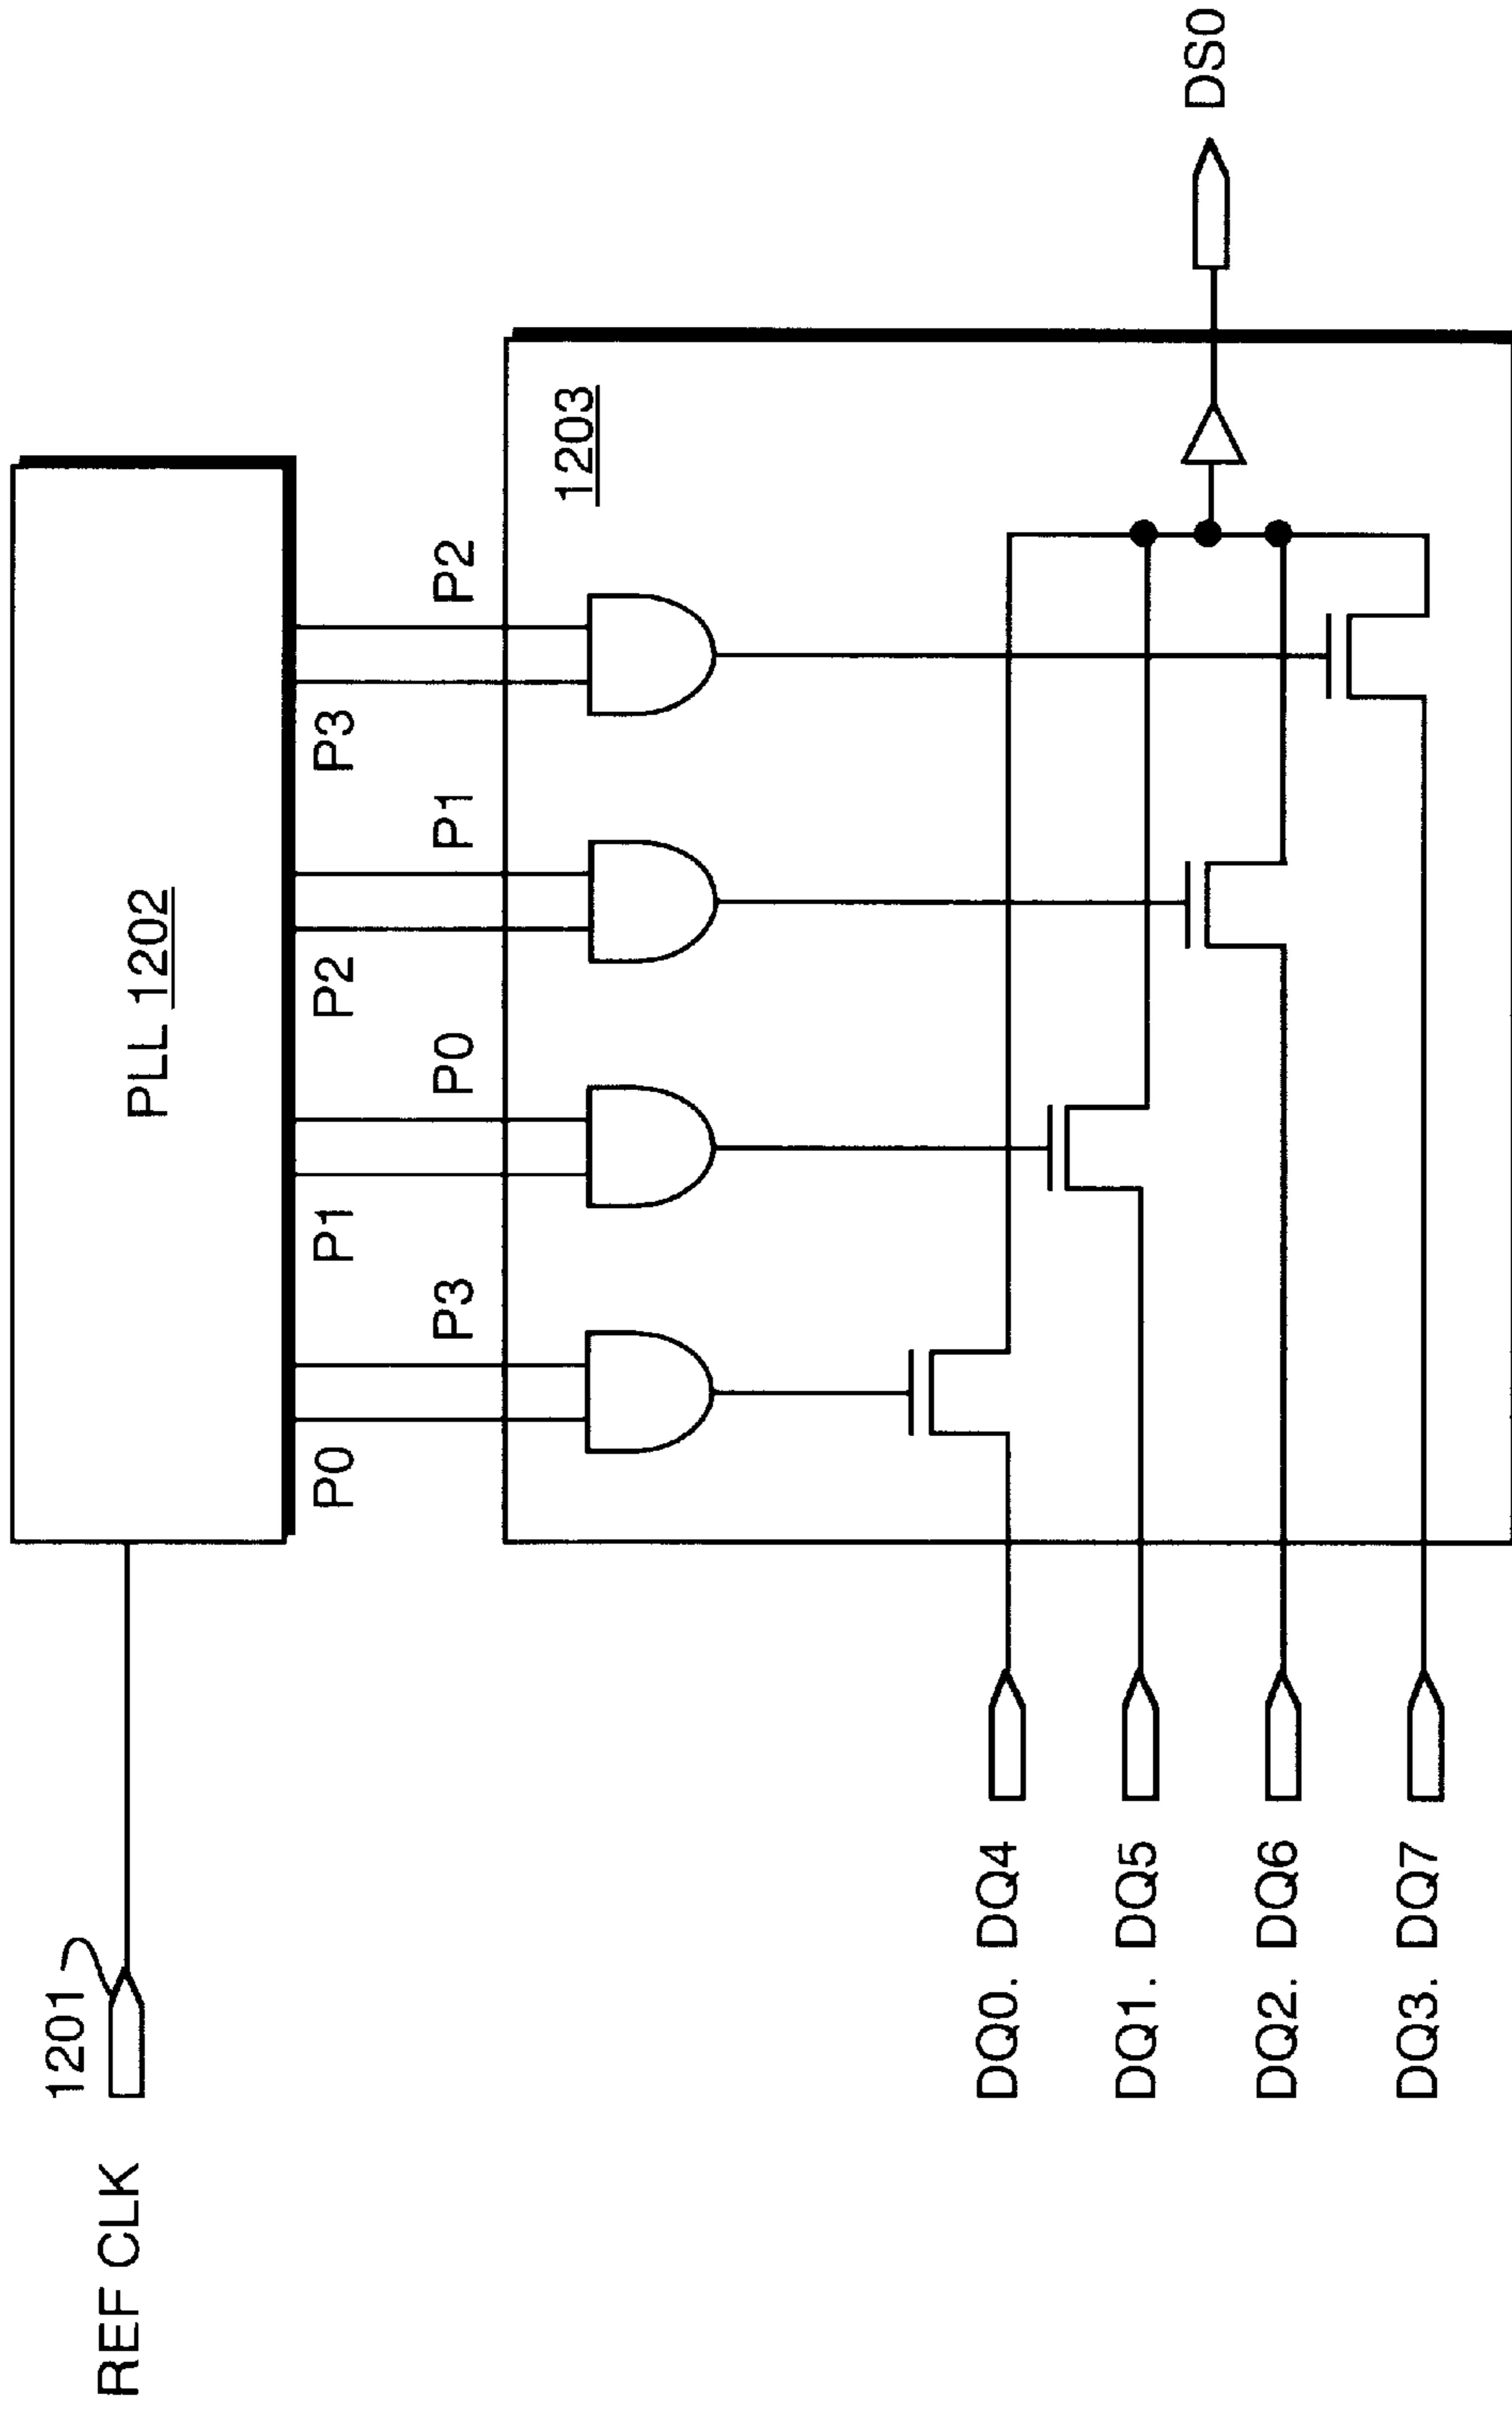 REF CLK
1201
PLL 1202
P0
P3
P1
P0
P2
P1
P3
P2
1203
DQ0. DQ4
DQ1. DQ5
DQ2. DQ6
DQ3. DQ7
DS0